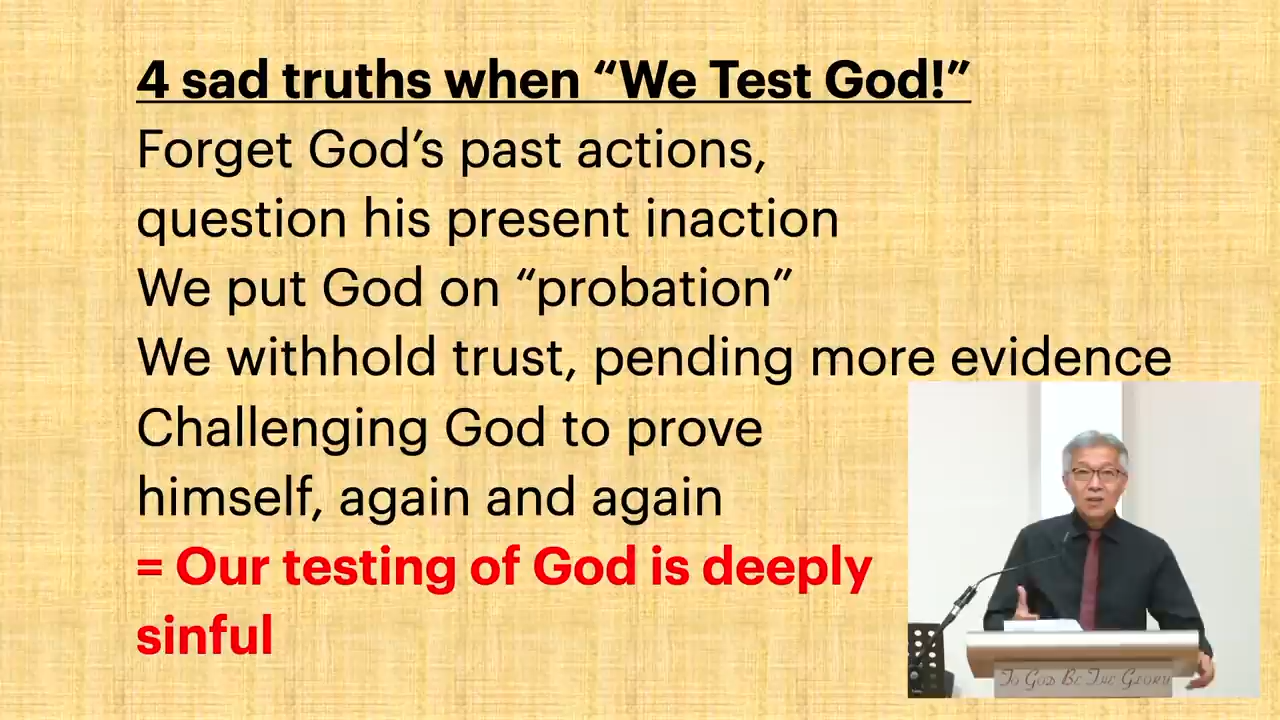 4 sad truths when “We Test God!”
Forget God’s past actions,
question his present inaction
We put God on “probation”
We withhold trust, pending more evidence
Challenging God to prove
himself, again and again
= Our testing of God is deeply
sinful
To God Be The Glory